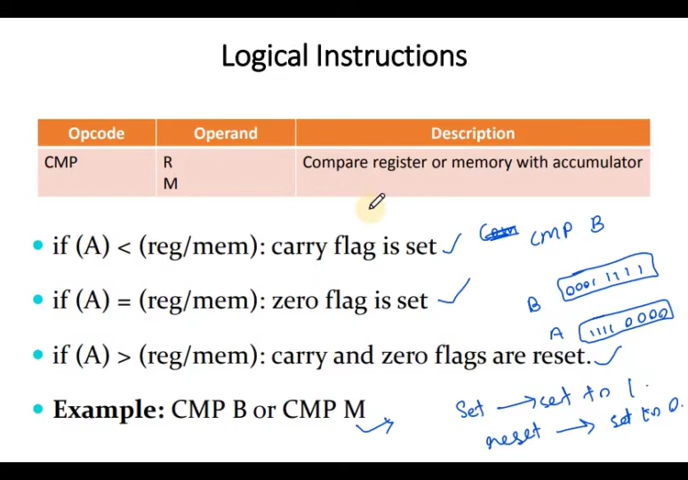 Logical Instructions
Opcode Operand Description
CMP R Compare register or memory with accumulator
M
• if (A) < (reg/mem): carry flag is set
CMP B
• if (A) = (reg/mem): zero flag is set
B 0001 1111
A 1111 0000
• if (A) > (reg/mem): carry and zero flags are reset.
• Example: CMP B or CMP M
Set → set to 1.
reset → set to 0.